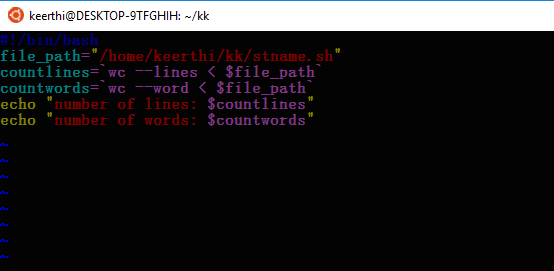 keerthi@DESKTOP-9TFGHIH: ~/kk
#!/bin/bash
file_path="/home/keerthi/kk/stname.sh"
countlines=`wc --lines < $file_path`
countwords=`wc --word < $file_path`
echo "number of lines: $countlines"
echo "number of words: $countwords"
~
~
~
~
~
~
~
~